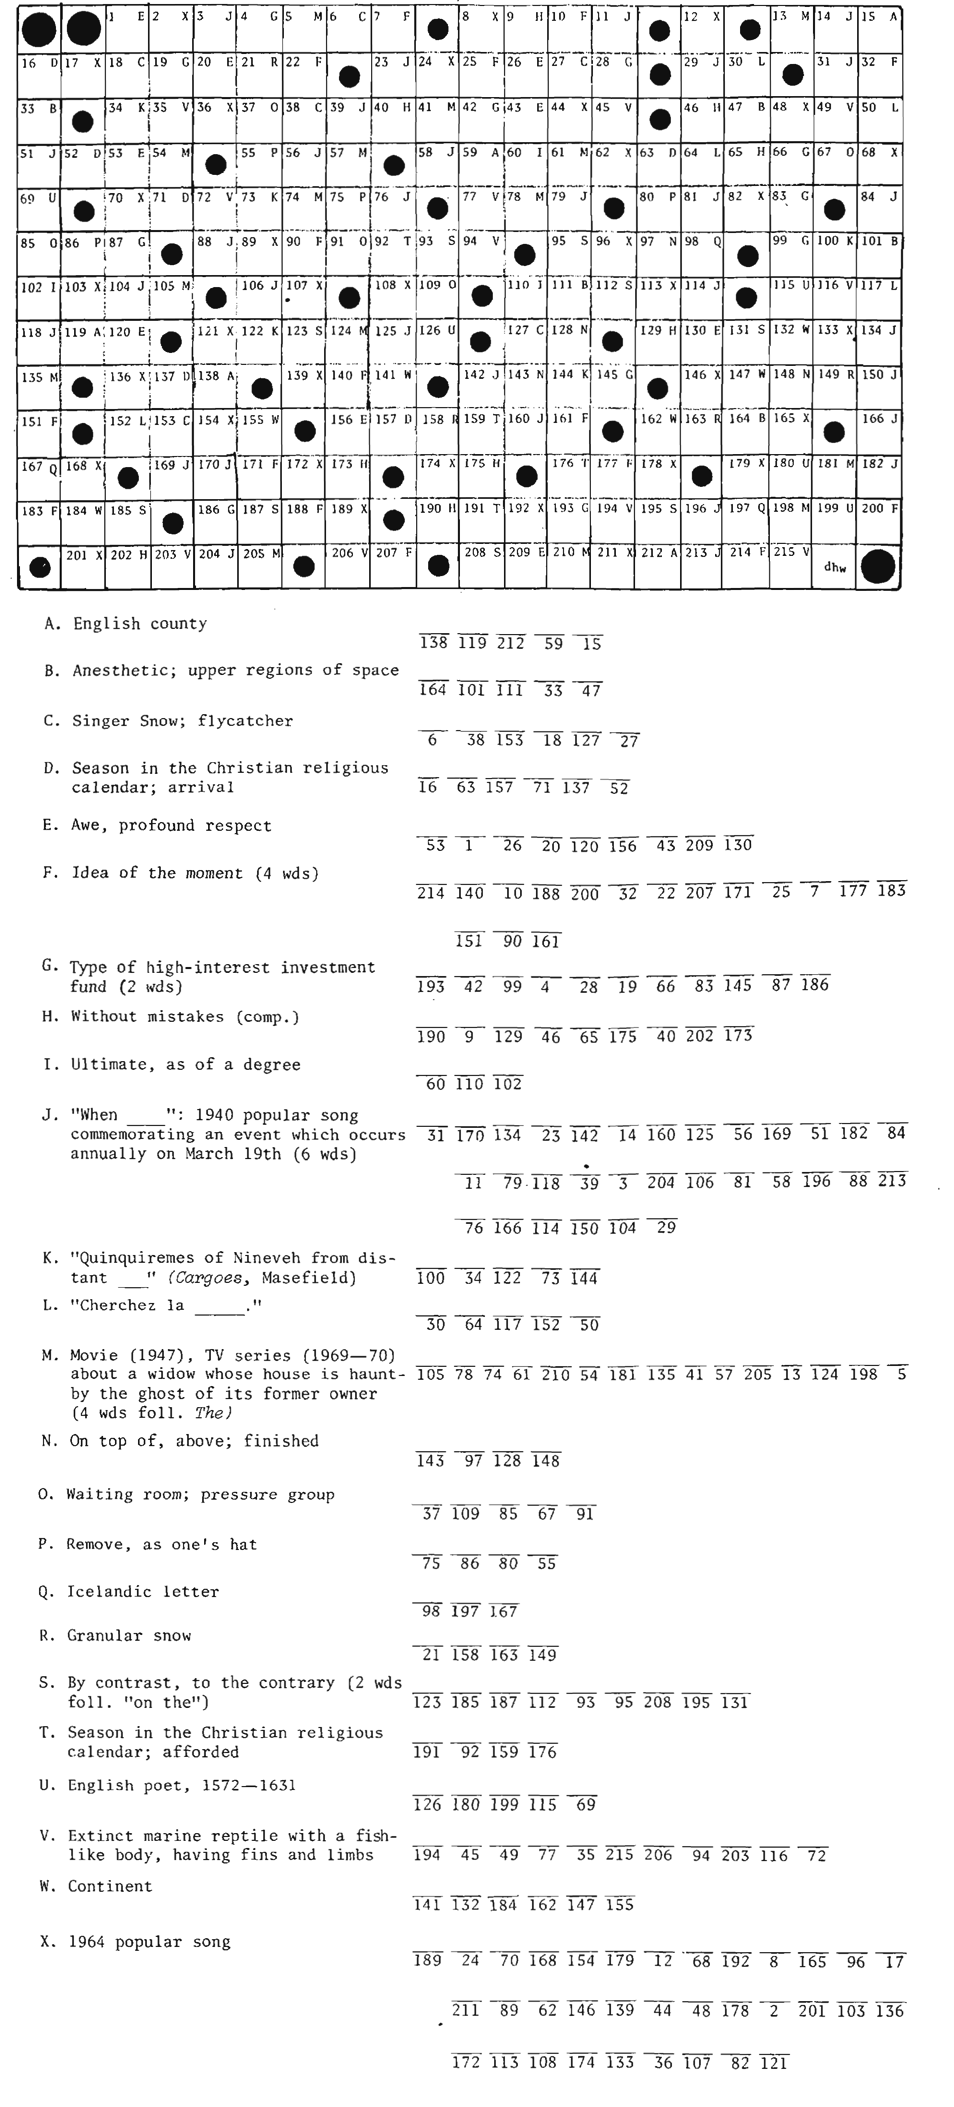 1 E 2 X 3 J 4 G 5 M 6 C 7 F 8 X 9 H 10 F 11 J 12 X 13 M 14 J 15 A
16 D 17 X 18 C 19 G 20 E 21 R 22 F 23 J 24 X 25 F 26 E 27 C 28 G 29 J 30 L 31 J 32 F
33 B 34 K 35 V 36 X 37 O 38 C 39 J 40 H 41 M 42 G 43 E 44 X 45 V 46 H 47 B 48 X 49 V 50 L
51 J 52 D 53 E 54 M 55 P 56 J 57 M 58 J 59 A 60 I 61 M 62 X 63 D 64 L 65 H 66 G 67 O 68 X
69 U 70 X 71 D 72 V 73 K 74 M 75 P 76 J 77 V 78 M 79 J 80 P 81 J 82 X 83 G 84 J
85 O 86 P 87 G 88 J 89 X 90 F 91 O 92 T 93 S 94 V 95 S 96 X 97 N 98 Q 99 G 100 K 101 B
102 I 103 X 104 J 105 M 106 J 107 X 108 X 109 O 110 I 111 B 112 S 113 X 114 J 115 U 116 V 117 L
118 J 119 A 120 E 121 X 122 K 123 S 124 M 125 J 126 U 127 C 128 N 129 H 130 E 131 S 132 W 133 X 134 J
135 M 136 X 137 D 138 A 139 X 140 F 141 W 142 J 143 N 144 K 145 G 146 X 147 W 148 N 149 R 150 J
151 F 152 L 153 C 154 X 155 W 156 E 157 D 158 R 159 T 160 J 161 F 162 W 163 R 164 B 165 X 166 J
167 Q 168 X 169 J 170 J 171 F 172 X 173 H 174 X 175 H 176 T 177 F 178 X 179 X 180 U 181 M 182 J
183 F 184 W 185 S 186 G 187 S 188 F 189 X 190 H 191 T 192 X 193 G 194 V 195 S 196 J 197 Q 198 M 199 U 200 F
201 X 202 H 203 V 204 J 205 M 206 V 207 F 208 S 209 E 210 M 211 X 212 A 213 J 214 F 215 V dhw
A. English county
138 119 212 59 15
B. Anesthetic; upper regions of space
164 101 111 33 47
C. Singer Snow; flycatcher
6 38 153 18 127 27
D. Season in the Christian religious
calendar; arrival
16 63 157 71 137 52
E. Awe, profound respect
53 1 26 20 120 156 43 209 130
F. Idea of the moment (4 wds)
214 140 10 188 200 32 22 207 171 25 7 177 183
151 90 161
G. Type of high-interest investment
fund (2 wds)
193 42 99 4 28 19 66 83 145 87 186
H. Without mistakes (comp.)
190 9 129 46 65 175 40 202 173
I. Ultimate, as of a degree
60 110 102
J. "When ____": 1940 popular song
commemorating an event which occurs
annually on March 19th (6 wds)
31 170 134 23 142 14 160 125 56 169 51 182 84
11 79 118 39 3 204 106 81 58 196 88 213
76 166 114 150 104 29
K. "Quinquiremes of Nineveh from dis-
tant ___" (Cargoes, Masefield)
100 34 122 73 144
L. "Cherchez la _____."
30 64 117 152 50
M. Movie (1947), TV series (1969—70)
about a widow whose house is haunt-
by the ghost of its former owner
(4 wds foll. The)
105 78 74 61 210 54 181 135 41 57 205 13 124 198 5
N. On top of, above; finished
143 97 128 148
O. Waiting room; pressure group
37 109 85 67 91
P. Remove, as one's hat
75 86 80 55
Q. Icelandic letter
98 197 167
R. Granular snow
21 158 163 149
S. By contrast, to the contrary (2 wds
foll. "on the")
123 185 187 112 93 95 208 195 131
T. Season in the Christian religious
calendar; afforded
191 92 159 176
U. English poet, 1572—1631
126 180 199 115 69
V. Extinct marine reptile with a fish-
like body, having fins and limbs
194 45 49 77 35 215 206 94 203 116 72
W. Continent
141 132 184 162 147 155
X. 1964 popular song
189 24 70 168 154 179 12 68 192 8 165 96 17
211 89 62 146 139 44 48 178 2 201 103 136
172 113 108 174 133 36 107 82 121